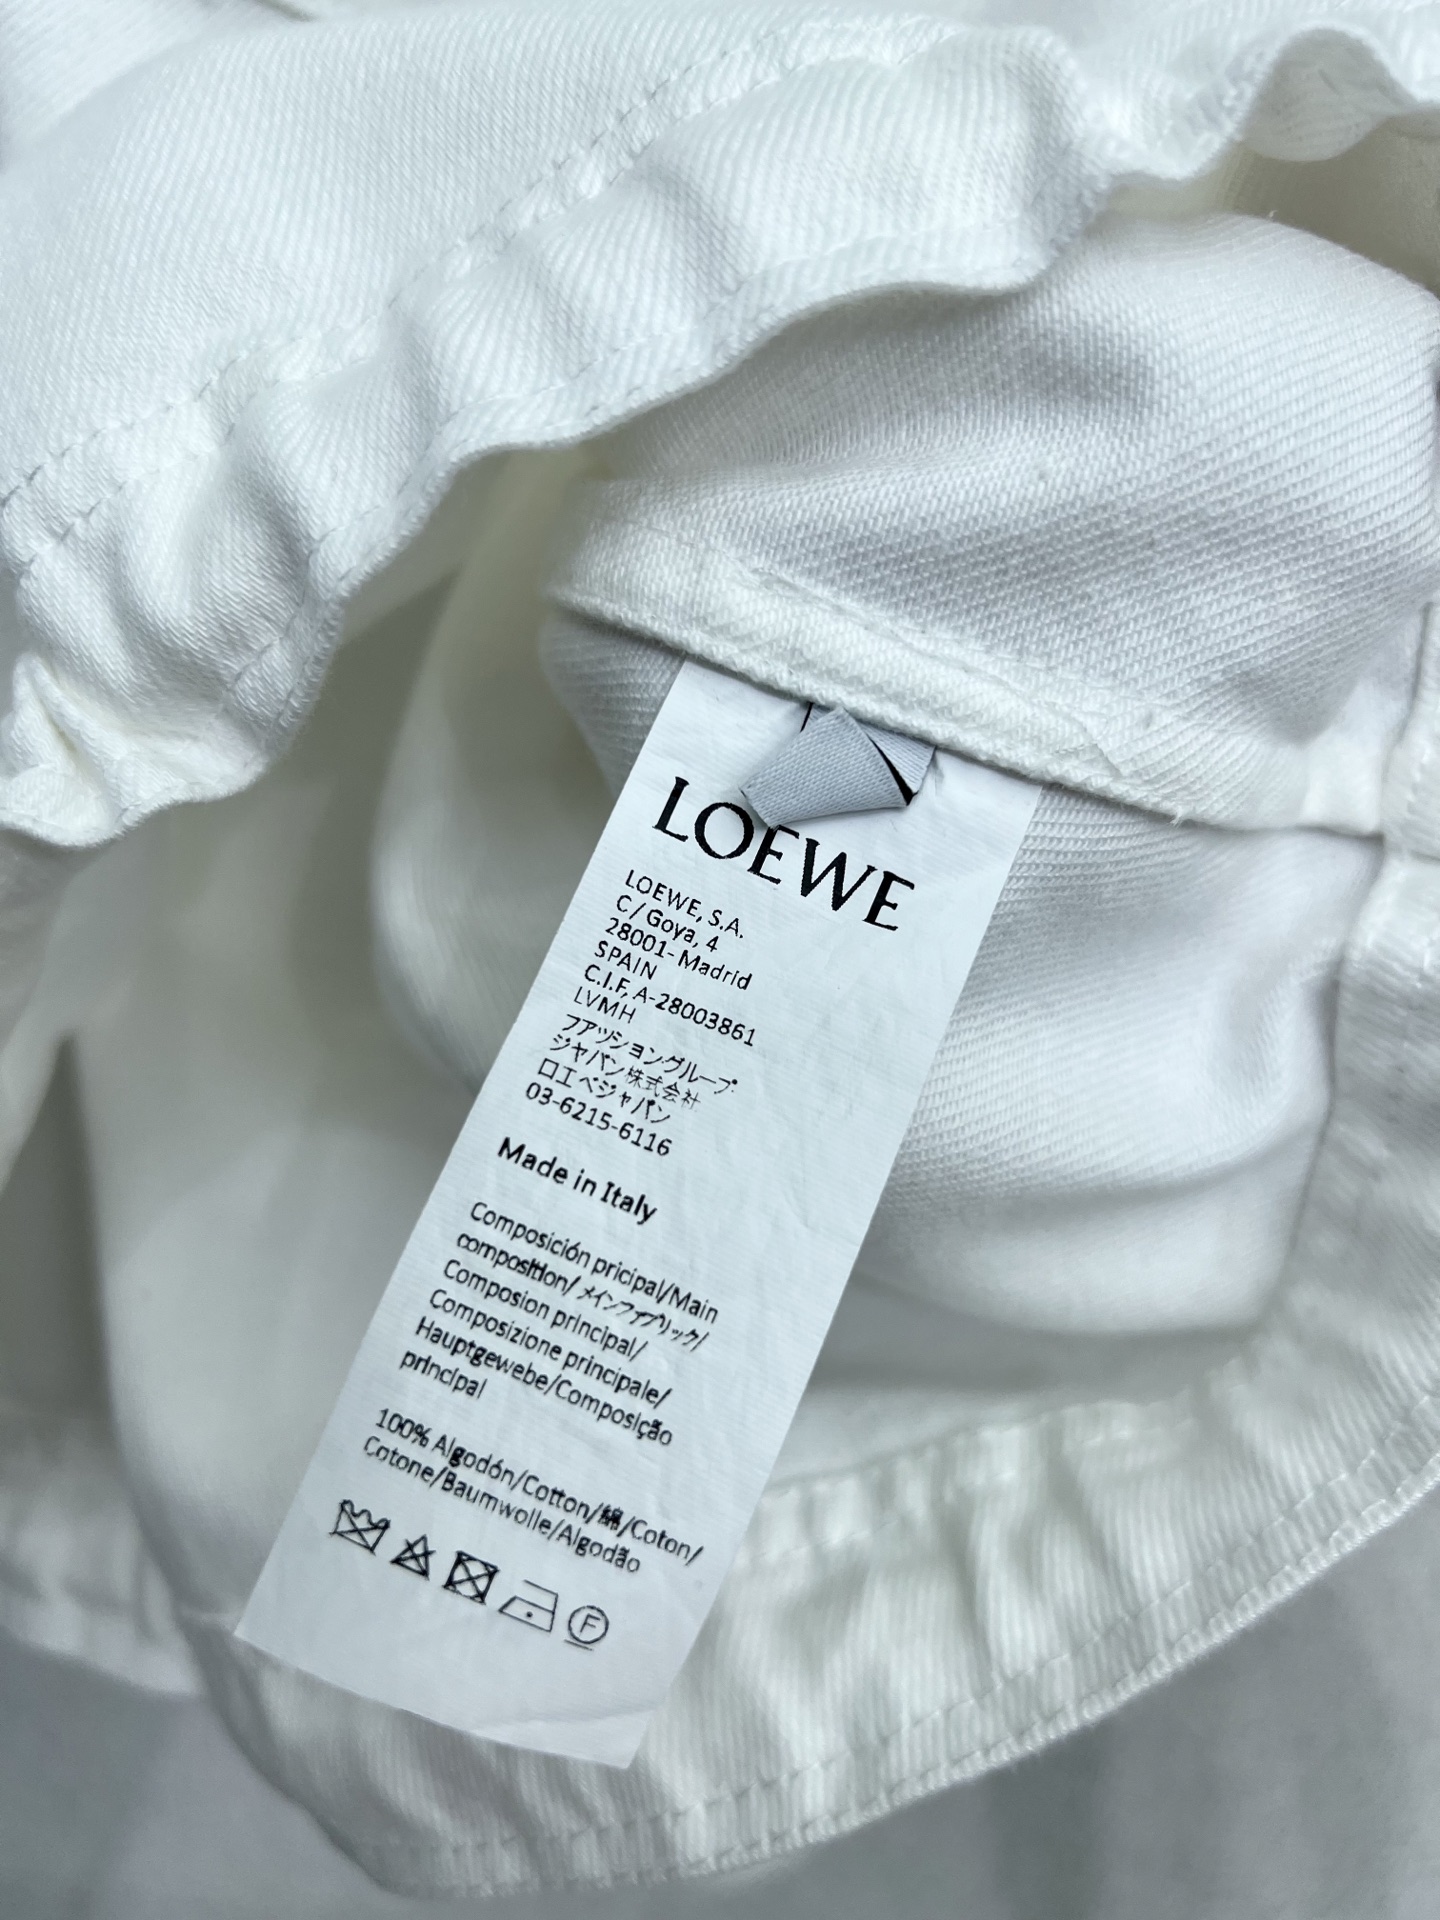 LOEWE
LOEWE, S.A.
C/ Goya, 4
28001- Madrid
SPAIN
C.I.F, A-28003861
LVMH
フアッショングループ
ジヤパン株式会社
ロエベジャパン
03-6215-6116
Made in Italy
Composición pricipal/Main
composition/ メインファブリック/
Composion principal/
Composizione principale/
Hauptgewebe/Composição
principal
100% Algodón/Cotton/綿/Coton/
Cotone/Baumwolle/Algodão
F